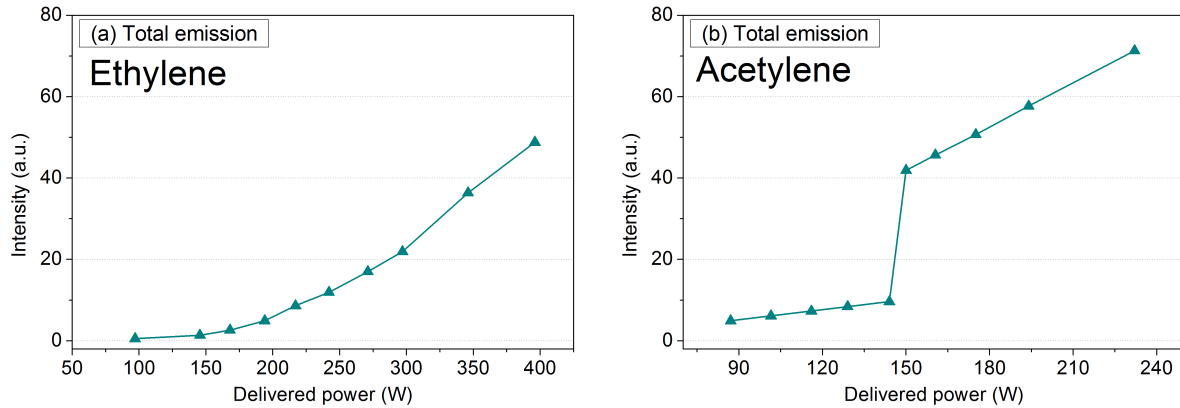 (a) Total emission
Ethylene
80
60
40
20
0
Intensity (a.u.)
50 100 150 200 250 300 350 400
Delivered power (W)
(b) Total emission
Acetylene
80
60
40
20
0
Intensity (a.u.)
90 120 150 180 210 240
Delivered power (W)